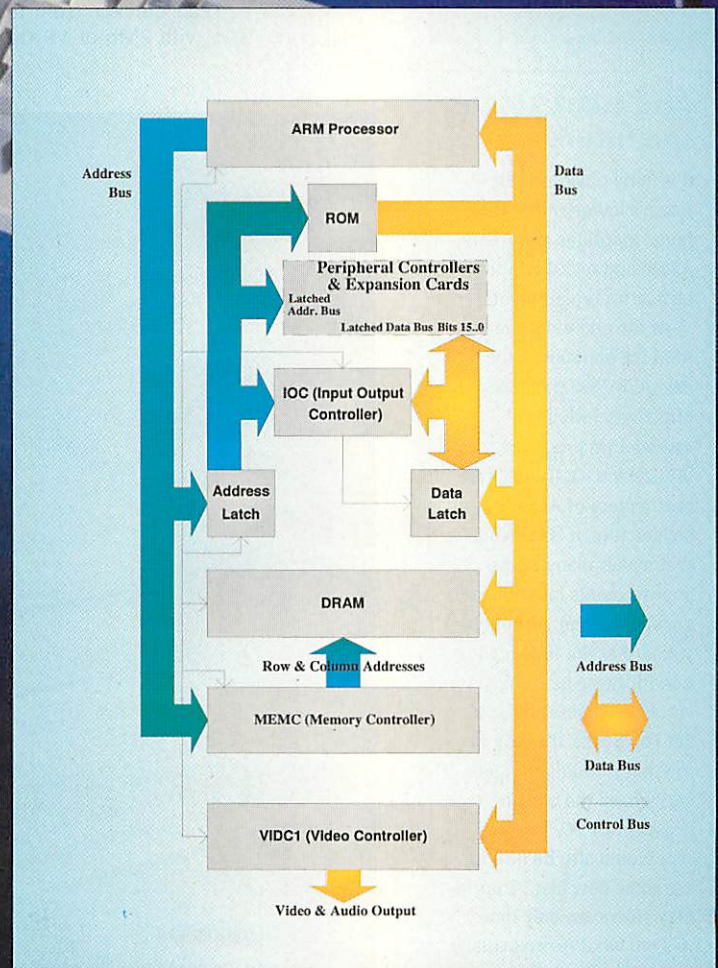 ARM Processor
Address
Bus
Data
Bus
ROM
Peripheral Controllers
& Expansion Cards
Latched
Addr. Bus
Latched Data Bus Bits 15..0
IOC (Input Output
Controller)
Address
Latch
Data
Latch
DRAM
Row & Column Addresses
Address Bus
MEMC (Memory Controller)
Data Bus
Control Bus
VIDC1 (Video Controller)
Video & Audio Output